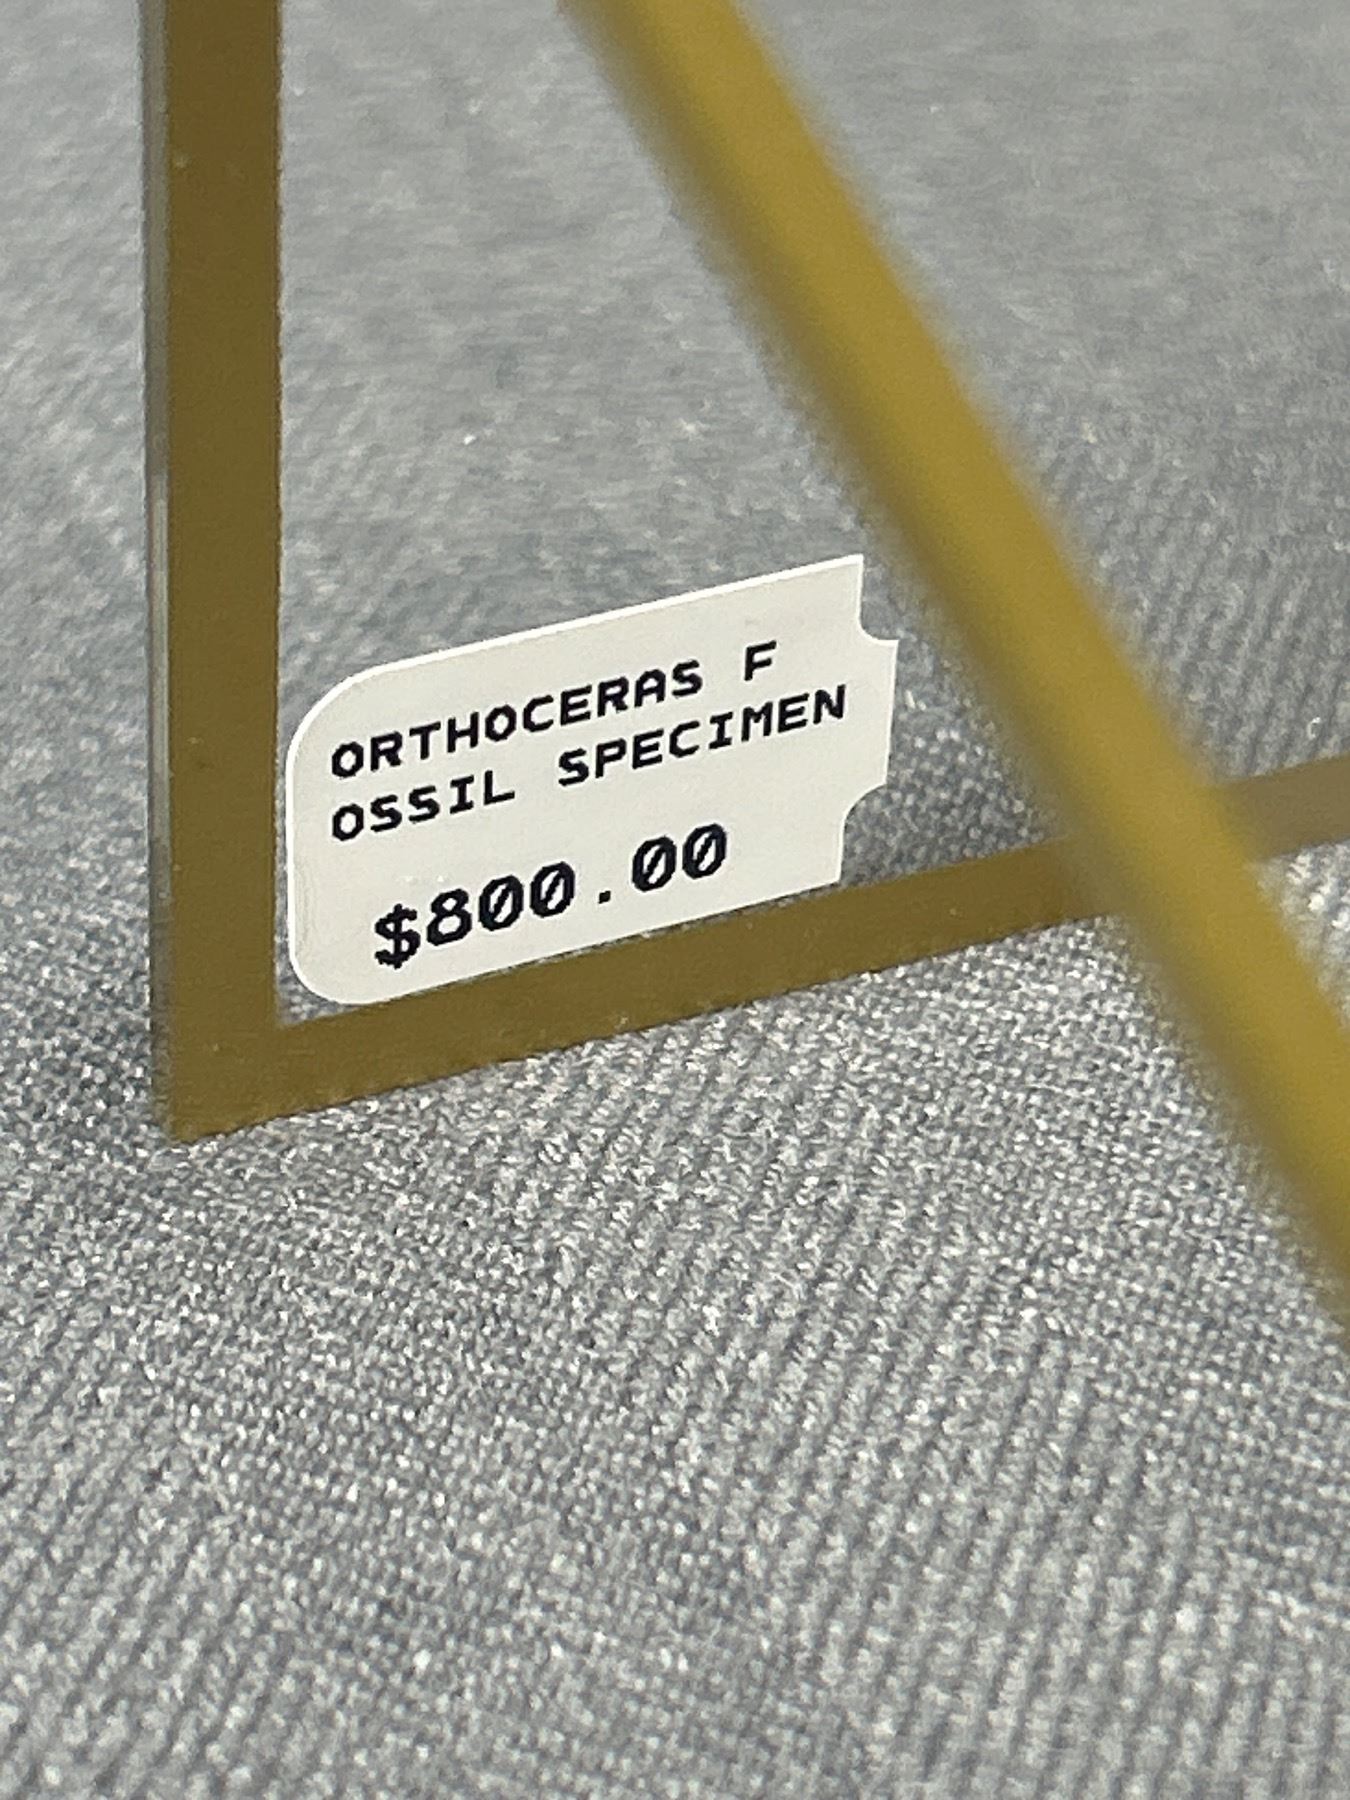 ORTHOCERAS F
OSSIL SPECIMEN
$800.00